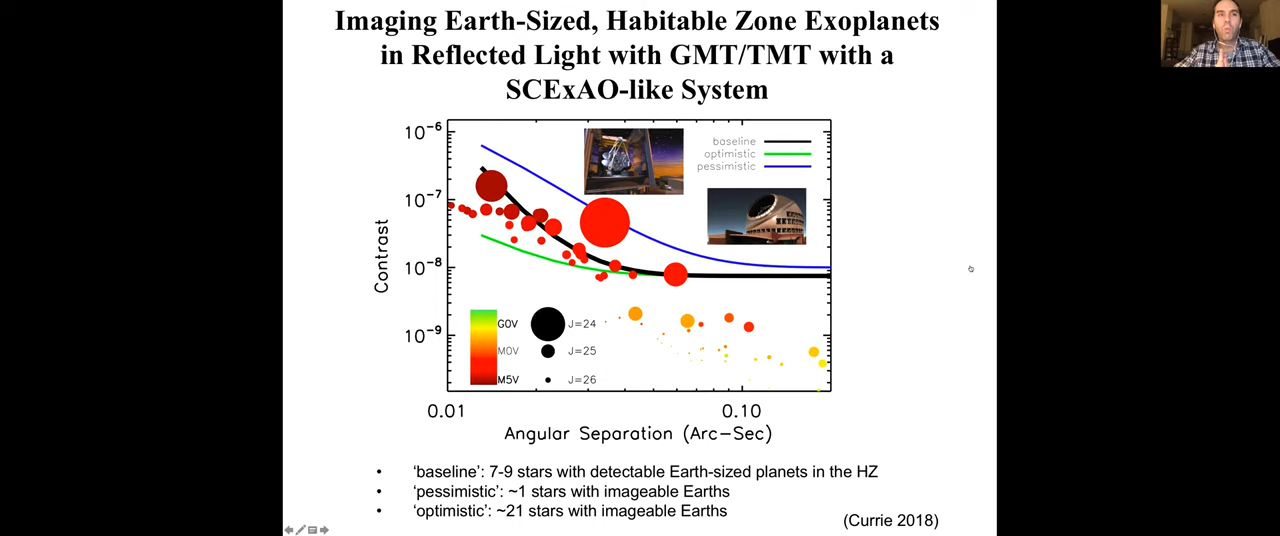 Imaging Earth-Sized, Habitable Zone Exoplanets
in Reflected Light with GMT/TMT with a
SCExAO-like System
10⁻⁶
10⁻⁷
10⁻⁸
10⁻⁹
Contrast
baseline
optimistic
pessimistic
G0V
M0V
M5V
J=24
J=25
J=26
0.01
0.10
Angular Separation (Arc-Sec)
• 'baseline': 7-9 stars with detectable Earth-sized planets in the HZ
• 'pessimistic': ~1 stars with imageable Earths
• 'optimistic': ~21 stars with imageable Earths
(Currie 2018)